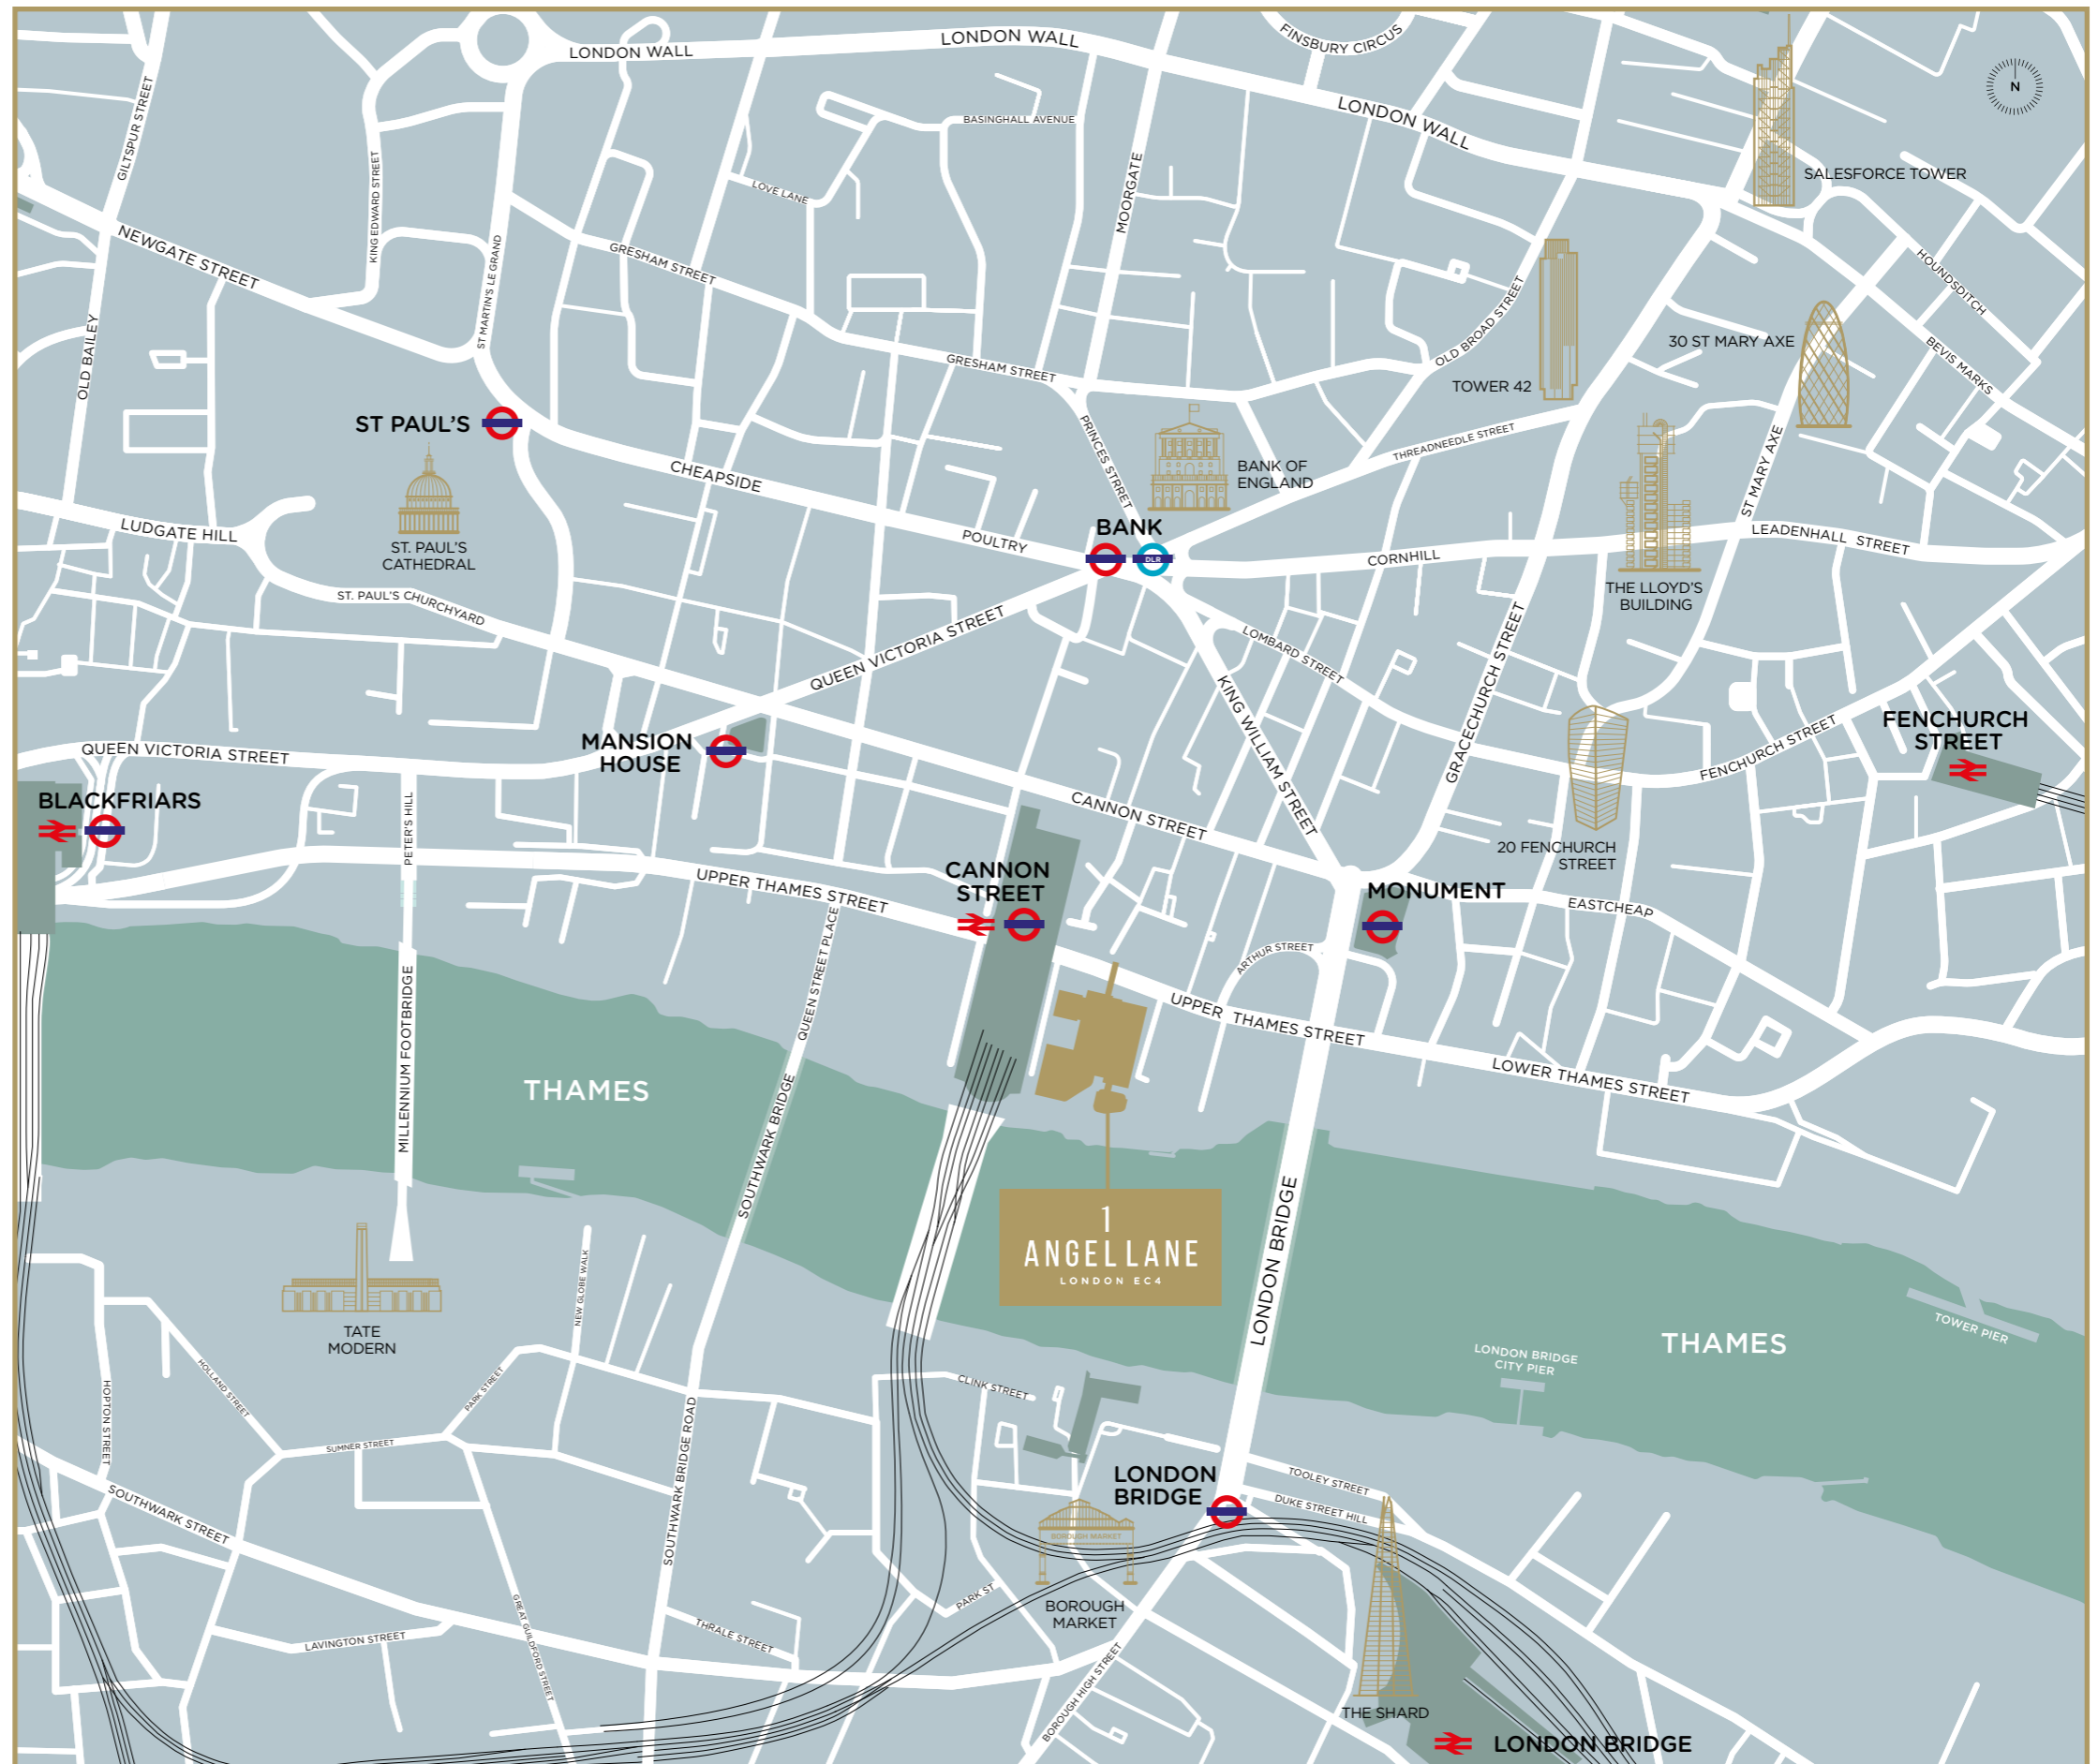 LONDON WALL
LONDON WALL
FINSBURY CIRCUS
LONDON WALL
N
GILTSPUR STREET
KING EDWARD STREET
BASINGHALL AVENUE
LOVE LANE
MOORGATE
SALESFORCE TOWER
NEWGATE STREET
ST MARTIN'S LE GRAND
GRESHAM STREET
HOUNDSDITCH
OLD BAILEY
GRESHAM STREET
OLD BROAD STREET
30 ST MARY AXE
BEVIS MARKS
TOWER 42
ST PAUL'S
PRINCES STRRET
THREADNEEDLE STREET
CHEAPSIDE
BANK OF
ENGLAND
ST MARY AXE
LUDGATE HILL
ST. PAUL'S
CATHEDRAL
POULTRY
BANK
DLR
CORNHILL
LEADENHALL STREET
ST. PAUL'S CHURCHYARD
THE LLOYD'S
BUILDING
QUEEN VICTORIA STREET
LOMBARD STREET
KING WILLIAM STREET
GRACECHURCH STREET
MANSION
HOUSE
FENCHURCH STREET
FENCHURCH
STREET
QUEEN VICTORIA STREET
BLACKFRIARS
PETER'S HILL
CANNON STREET
20 FENCHURCH
STREET
CANNON
STREET
UPPER THAMES STREET
MONUMENT
EASTCHEAP
QUEEN STREET PLACE
ARTHUR STREET
MILLENNIUM FOOTBRIDGE
UPPER THAMES STREET
LOWER THAMES STREET
THAMES
SOUTHWARK BRIDGE
1
ANGEL LANE
LONDON EC4
LONDON BRIDGE
NEW GLOBE WALK
TATE
MODERN
TOWER PIER
LONDON BRIDGE
CITY PIER
THAMES
HOPTON STREET
HOLLAND STREET
PARK STREET
CLINK STREET
SUMNER STREET
SOUTHWARK BRIDGE ROAD
LONDON
BRIDGE
TOOLEY STREET
DUKE STREET HILL
SOUTHWARK STREET
BOROUGH MARKET
PARK ST
BOROUGH
MARKET
GREAT GUILDFORD STREET
LAVINGTON STREET
THRALE STREET
BOROUGH HIGH STREET
THE SHARD
LONDON BRIDGE